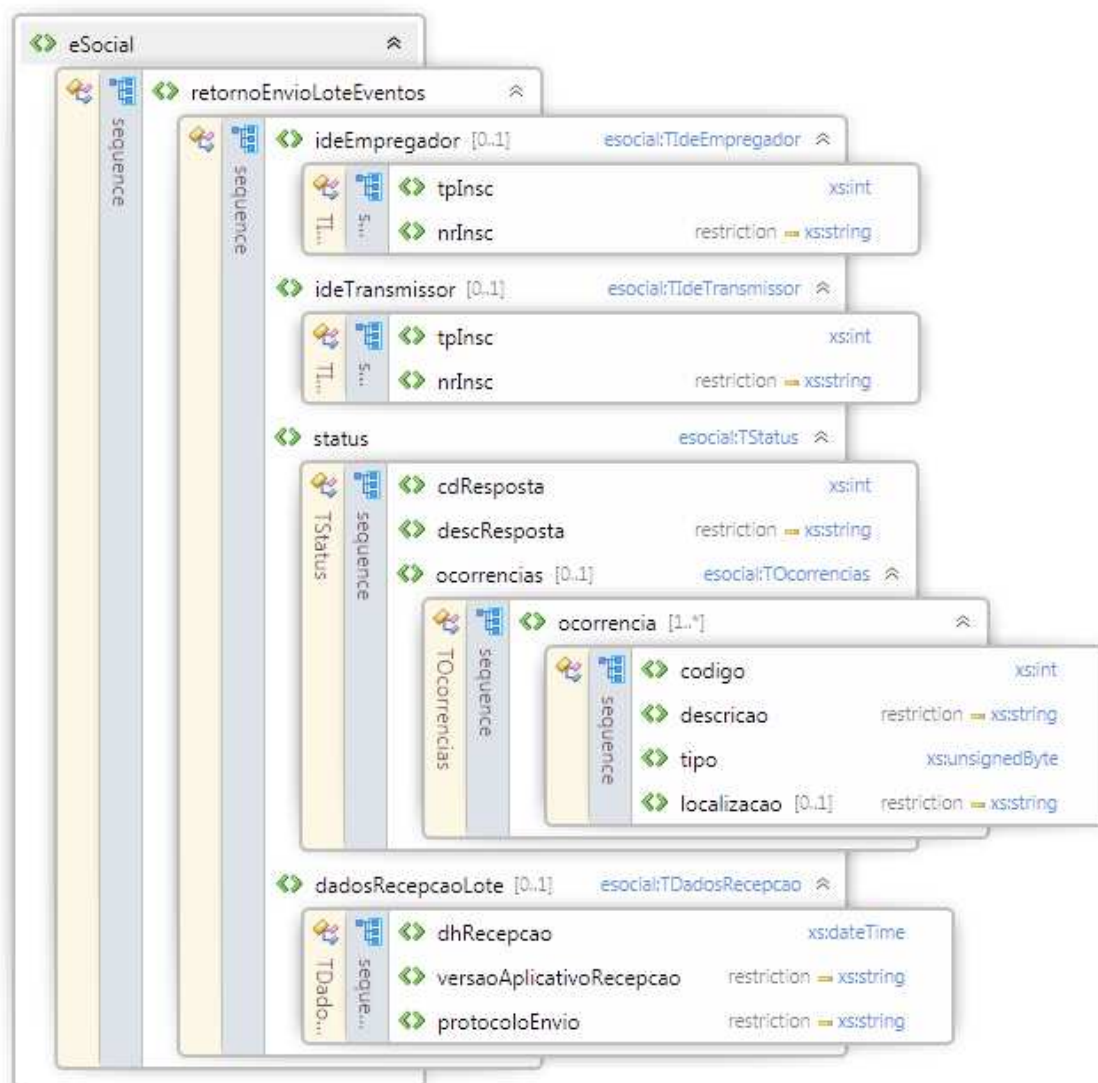 eSocial
sequence
retornoEnvioLoteEventos
sequence
ideEmpregador [0..1] esocial:TIdeEmpregador
TI... s...
tpInsc xs:int
nrInsc restriction xs:string
ideTransmissor [0..1] esocial:TIdeTransmissor
TI... s...
tpInsc xs:int
nrInsc restriction xs:string
status esocial:TStatus
TStatus sequence
cdResposta xs:int
descResposta restriction xs:string
ocorrencias [0..1] esocial:TOcorrencias
TOcorrencias sequence
ocorrencia [1..*]
sequence
codigo xs:int
descricao restriction xs:string
tipo xs:unsignedByte
localizacao [0..1] restriction xs:string
dadosRecepcaoLote [0..1] esocial:TDadosRecepcao
TDado... seque...
dhRecepcao xs:dateTime
versaoAplicativoRecepcao restriction xs:string
protocoloEnvio restriction xs:string